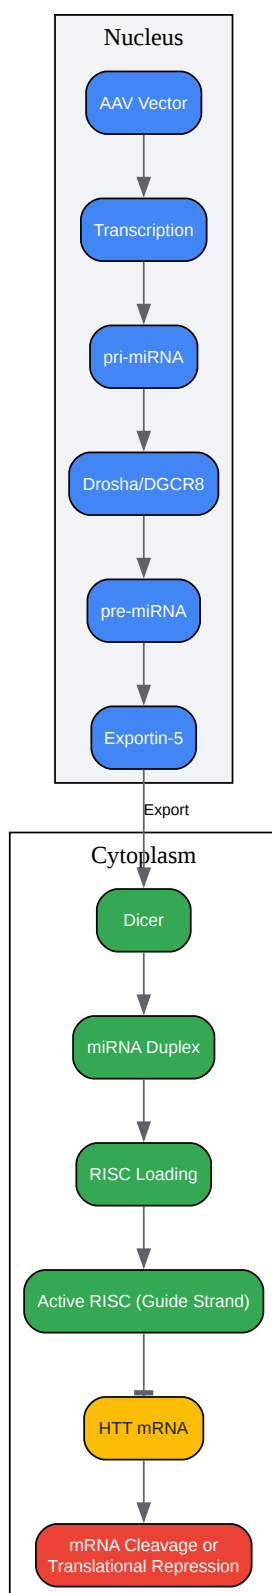 Nucleus
AAV Vector
Transcription
pri-miRNA
Drosha/DGCR8
pre-miRNA
Exportin-5
Export
Cytoplasm
Dicer
miRNA Duplex
RISC Loading
Active RISC (Guide Strand)
HTT mRNA
mRNA Cleavage or
Translational Repression